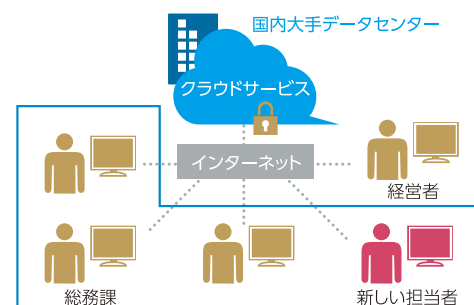 国内大手データセンター
クラウドサービス
インターネット
経営者
総務課
新しい担当者